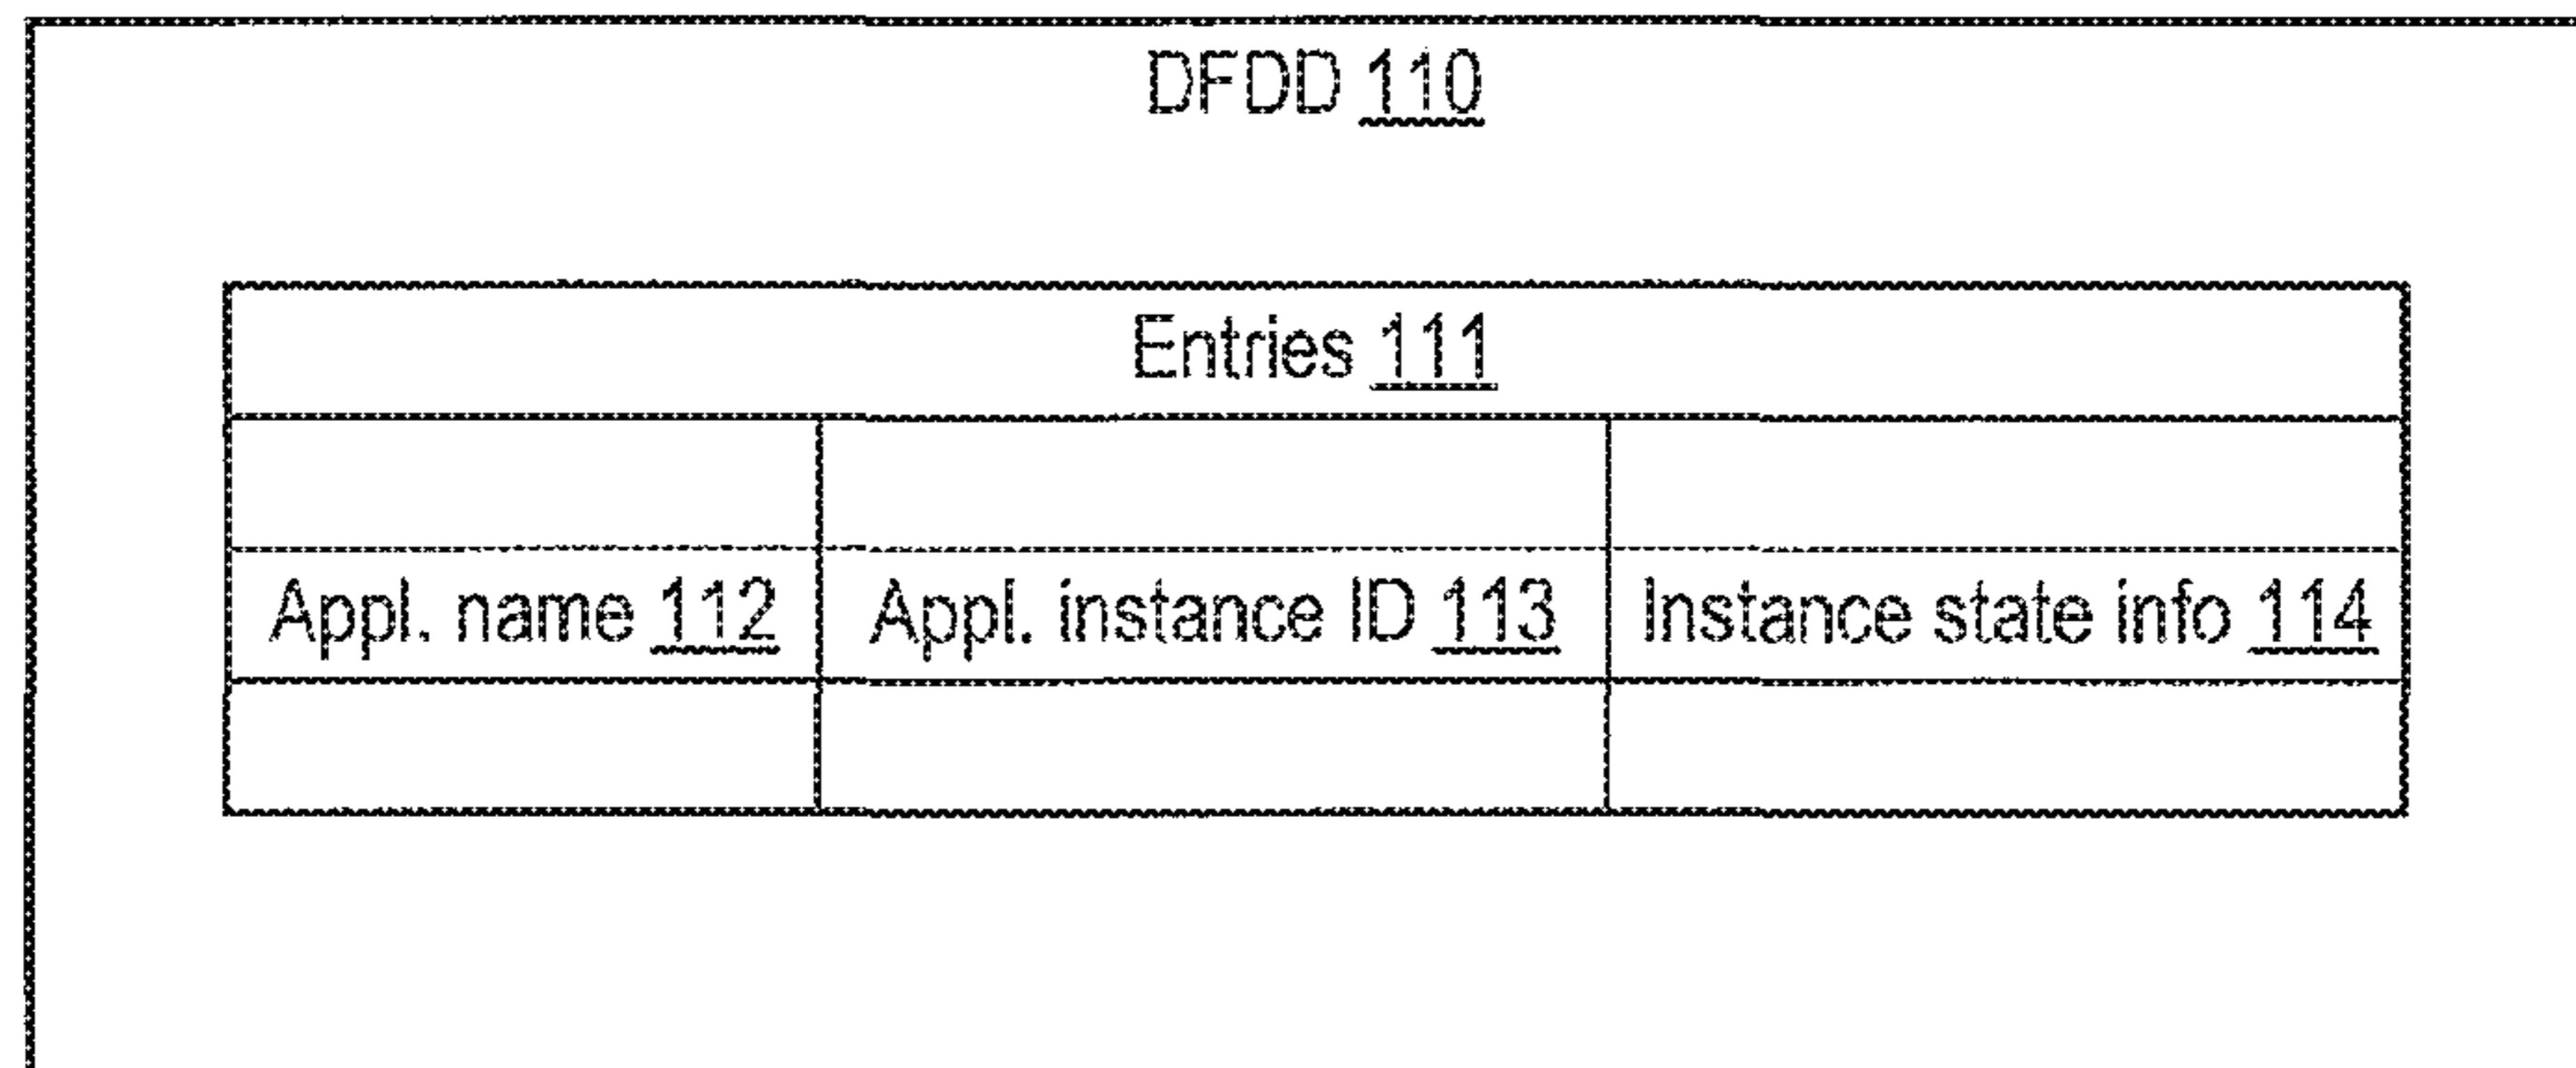 DFDD 110
Entries 111
Appl. name 112 Appl. instance ID 113 Instance state info 114